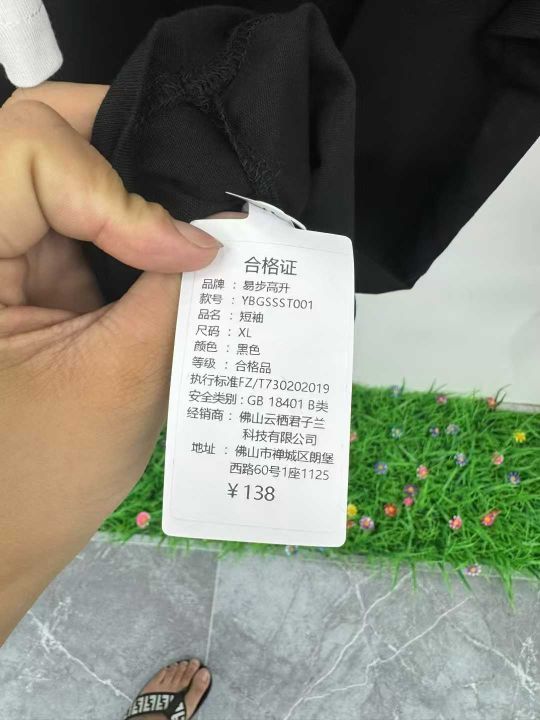 合格证
品牌：易步高升
款号：YBGSSST001
品名：短袖
尺码：XL
颜色：黑色
等级：合格品
执行标准FZ/T730202019
安全类别：GB 18401 B类
经销商：佛山云栖君子兰
科技有限公司
地址：佛山市禅城区朗堡
西路60号1座1125
￥138